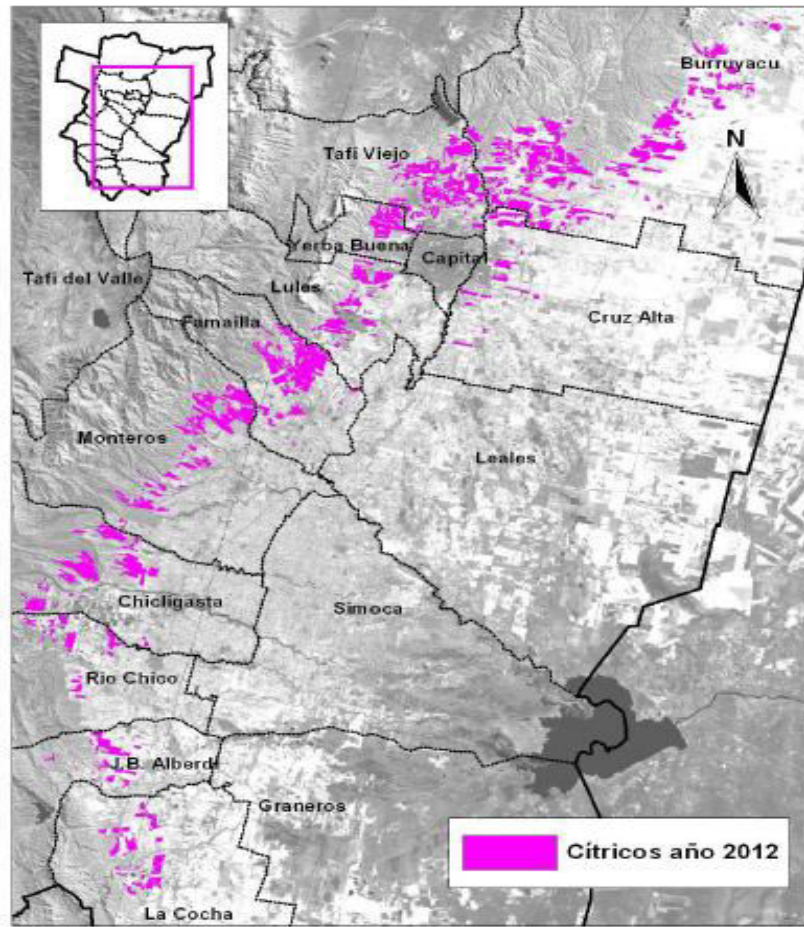 Burruyacu
N
Tafi Viejo
Yerba Buena
Capital
Tafi del Valle
Lules
Famailla
Cruz Alta
Monteros
Leales
Chicligasta
Simoca
Rio Chico
J.B. Alberdi
Graneros
Cítricos año 2012
La Cocha